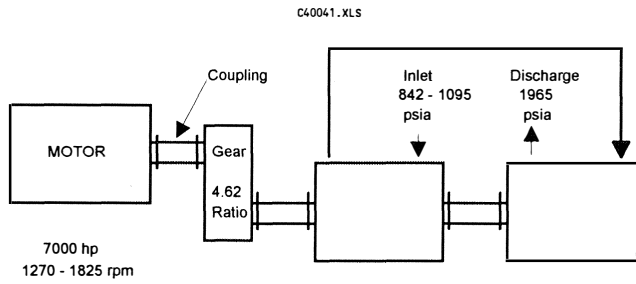 C40041.XLS
Coupling
Inlet
842 - 1095
psia
Discharge
1965
psia
MOTOR
Gear
4.62
Ratio
7000 hp
1270 - 1825 rpm